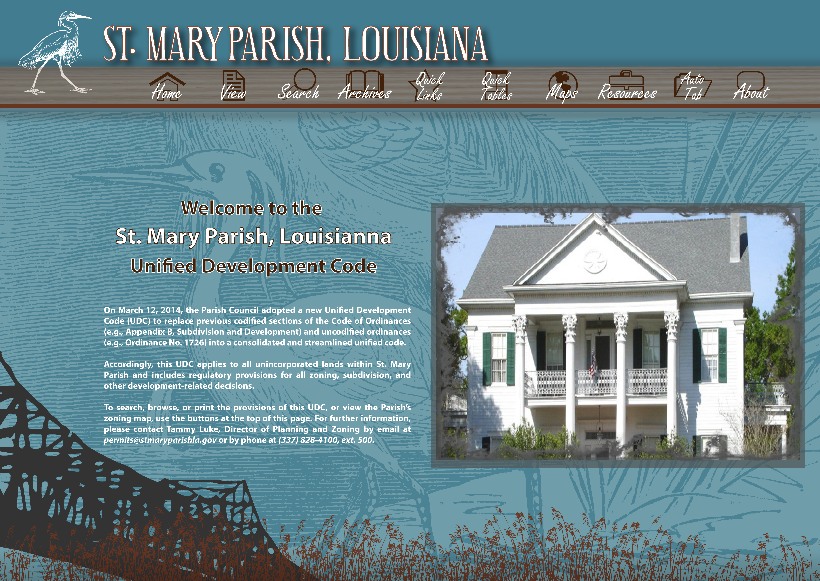 ST. MARY PARISH, LOUISIANA
Home View Search Archives Quick Links Quick Tables Maps Resources Auto Tab About
Welcome to the
St. Mary Parish, Louisianna
Unified Development Code
On March 12, 2014, the Parish Council adopted a new Unified Development
Code (UDC) to replace previous codified sections of the Code of Ordinances
(e.g., Appendix B, Subdivision and Development) and uncodified ordinances
(e.g., Ordinance No. 1726) into a consolidated and streamlined unified code.
Accordingly, this UDC applies to all unincorporated lands within St. Mary
Parish and includes regulatory provisions for all zoning, subdivision, and
other development-related decisions.
To search, browse, or print the provisions of this UDC, or view the Parish's
zoning map, use the buttons at the top of this page. For further information,
please contact Tammy Luke, Director of Planning and Zoning by email at
permits@stmaryparishla.gov or by phone at (337) 828-4100, ext. 500.